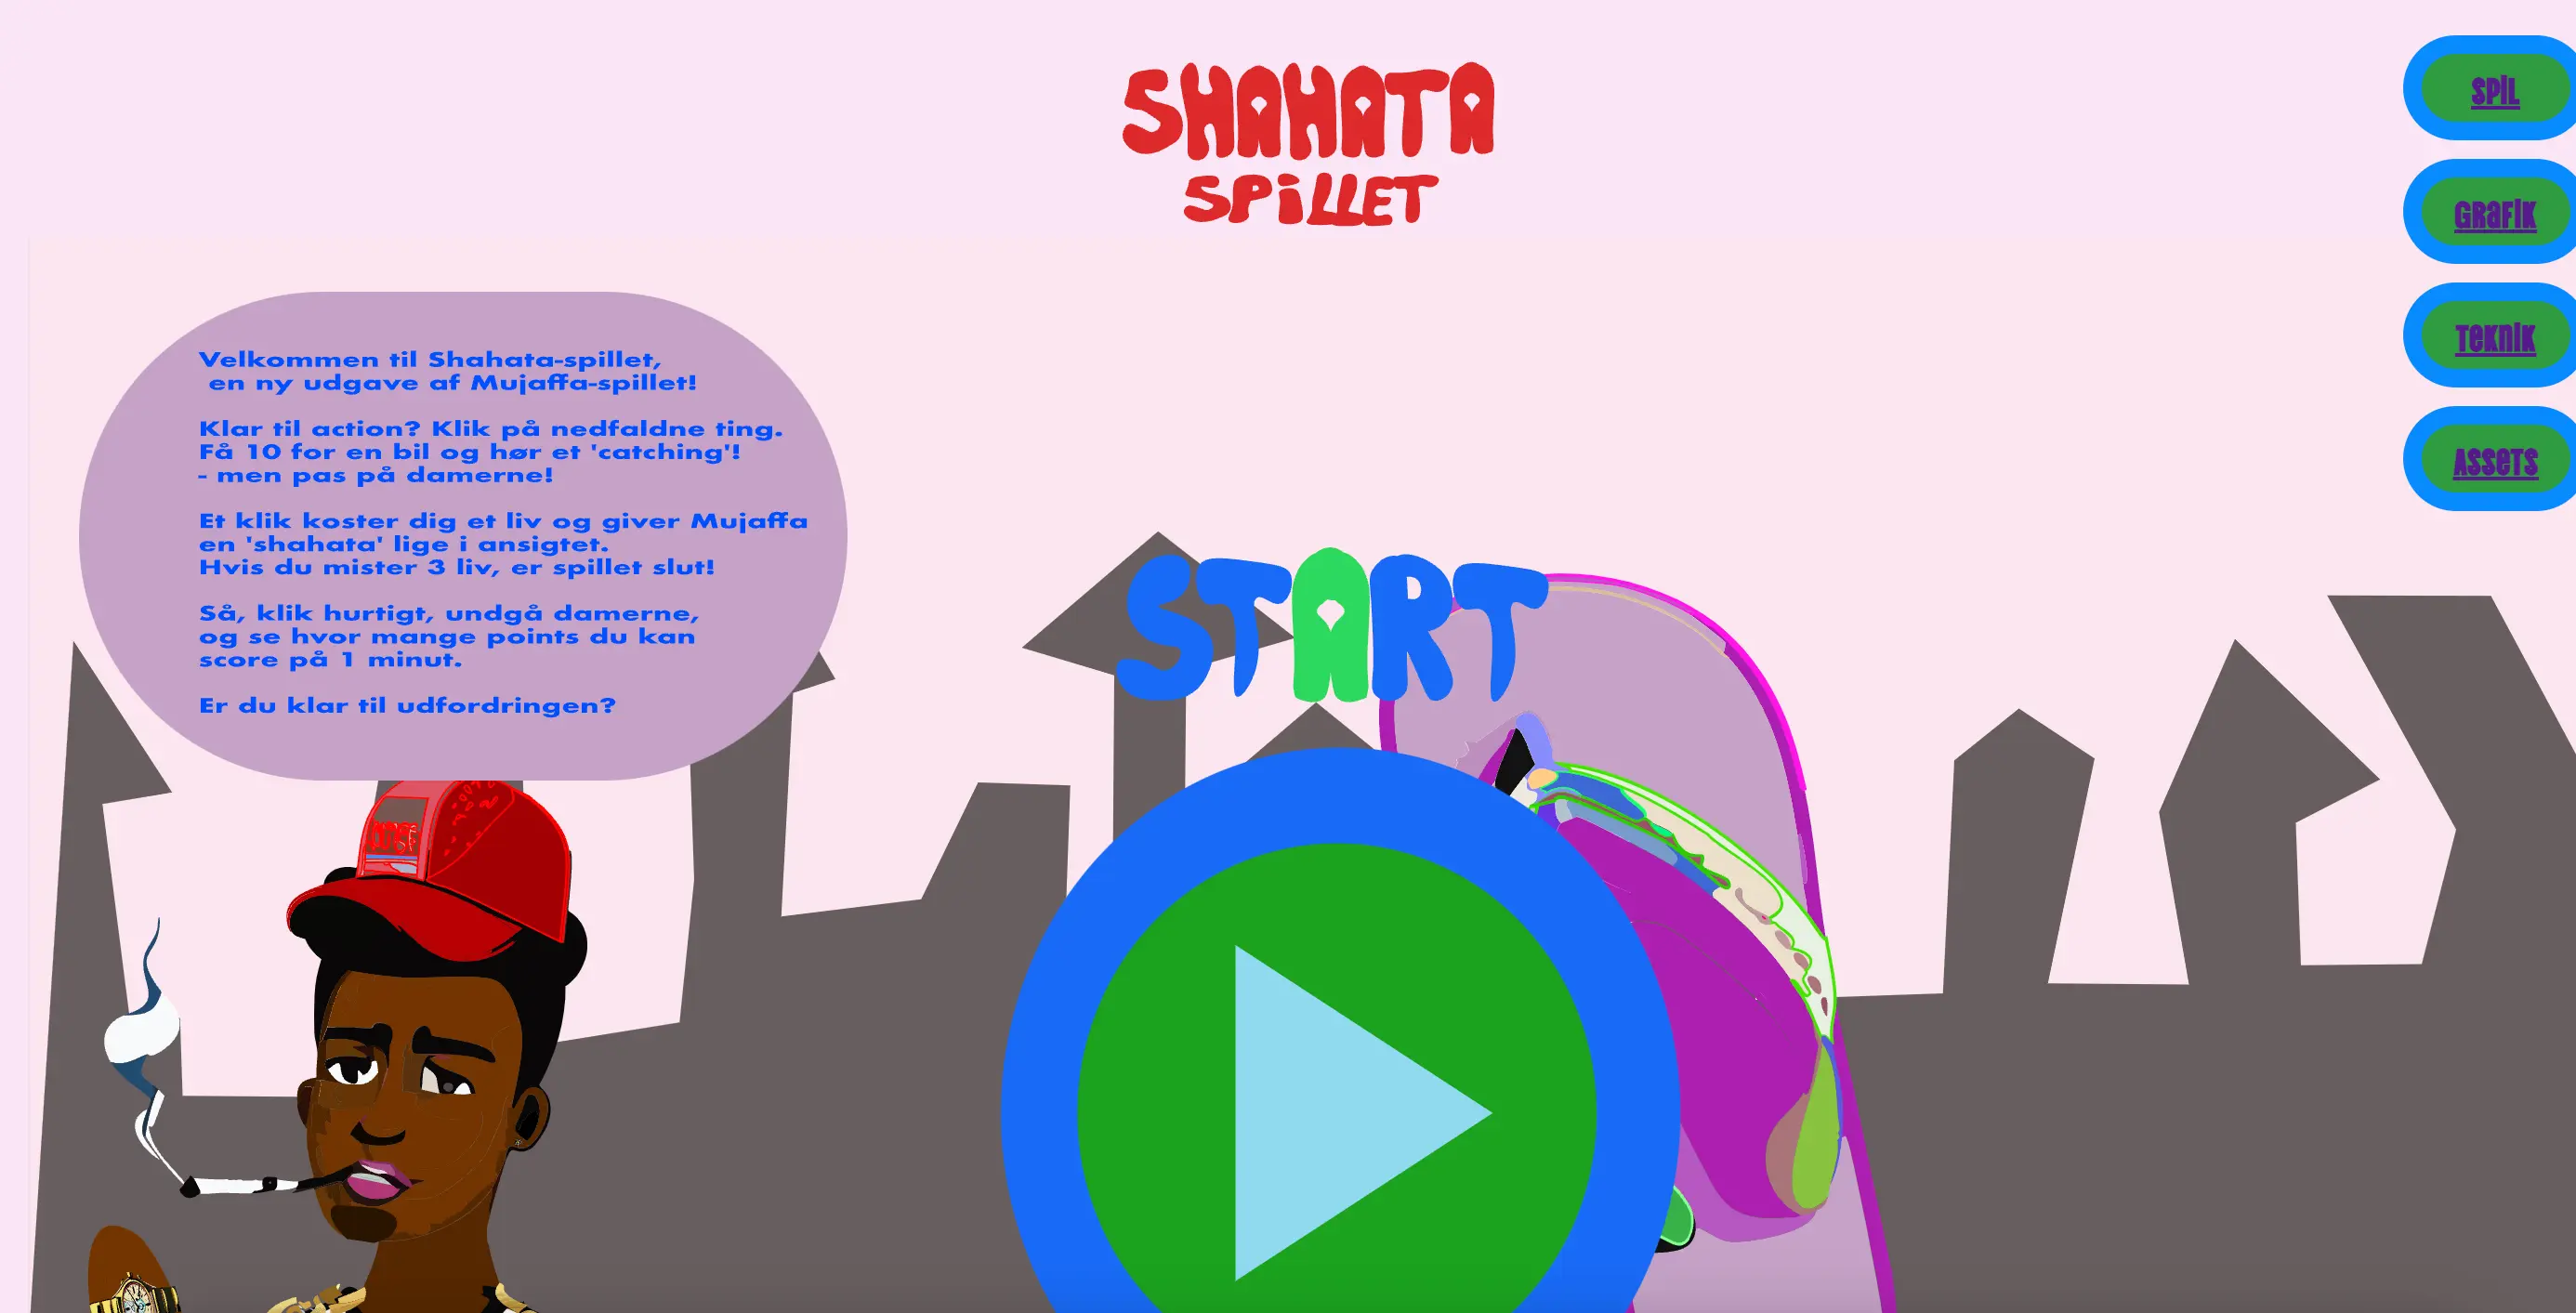 SHAHATA
SPiLLET
SPIL
GRAFIK
TEKNIK
ASSETS
Velkommen til Shahata-spillet,
en ny udgave af Mujaffa-spillet!
Klar til action? Klik på nedfaldne ting.
Få 10 for en bil og hør et 'catching'!
- men pas på damerne!
Et klik koster dig et liv og giver Mujaffa
en 'shahata' lige i ansigtet.
Hvis du mister 3 liv, er spillet slut!
Så, klik hurtigt, undgå damerne,
og se hvor mange points du kan
score på 1 minut.
Er du klar til udfordringen?
START